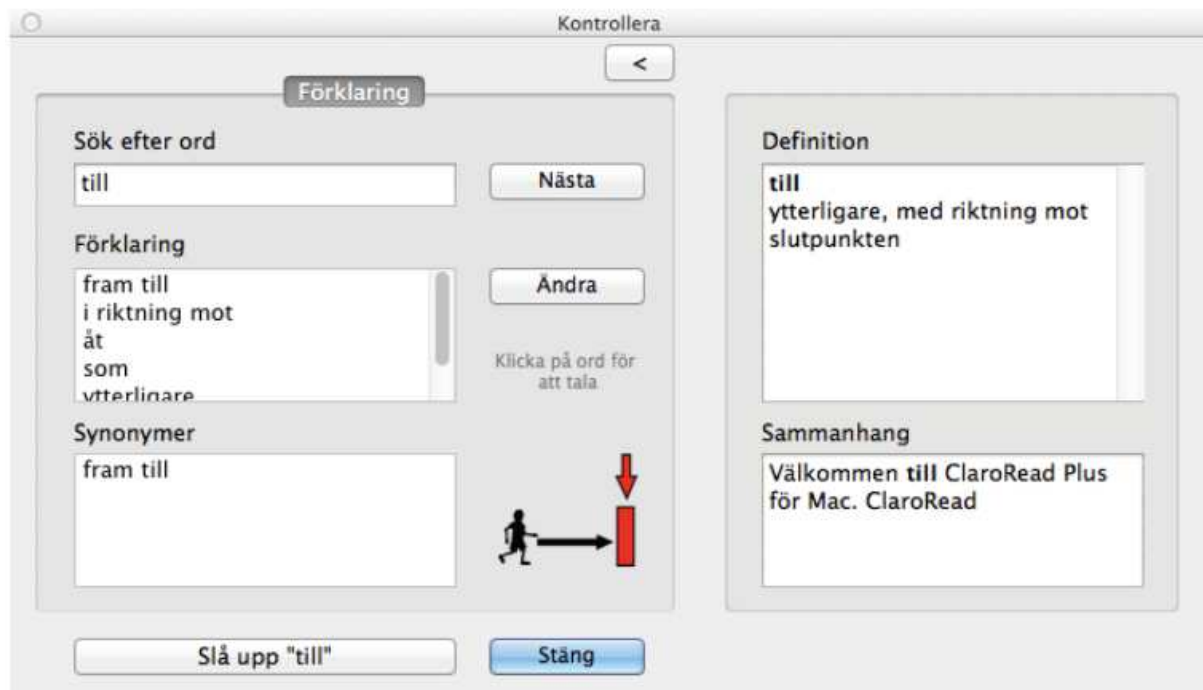 Kontrollera
<
Förklaring
Sök efter ord
till
Nästa
Förklaring
fram till
i riktning mot
åt
som
ytterligare
Ändra
Klicka på ord för
att tala
Synonymer
fram till
Slå upp "till"
Stäng
Definition
till
ytterligare, med riktning mot
slutpunkten
Sammanhang
Välkommen till ClaroRead Plus
för Mac. ClaroRead